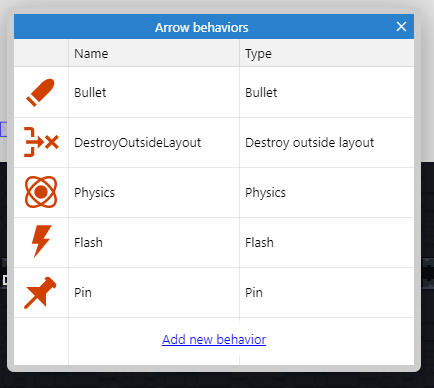 Arrow behaviors
Name Type
Bullet Bullet
DestroyOutsideLayout Destroy outside layout
Physics Physics
Flash Flash
Pin Pin
Add new behavior